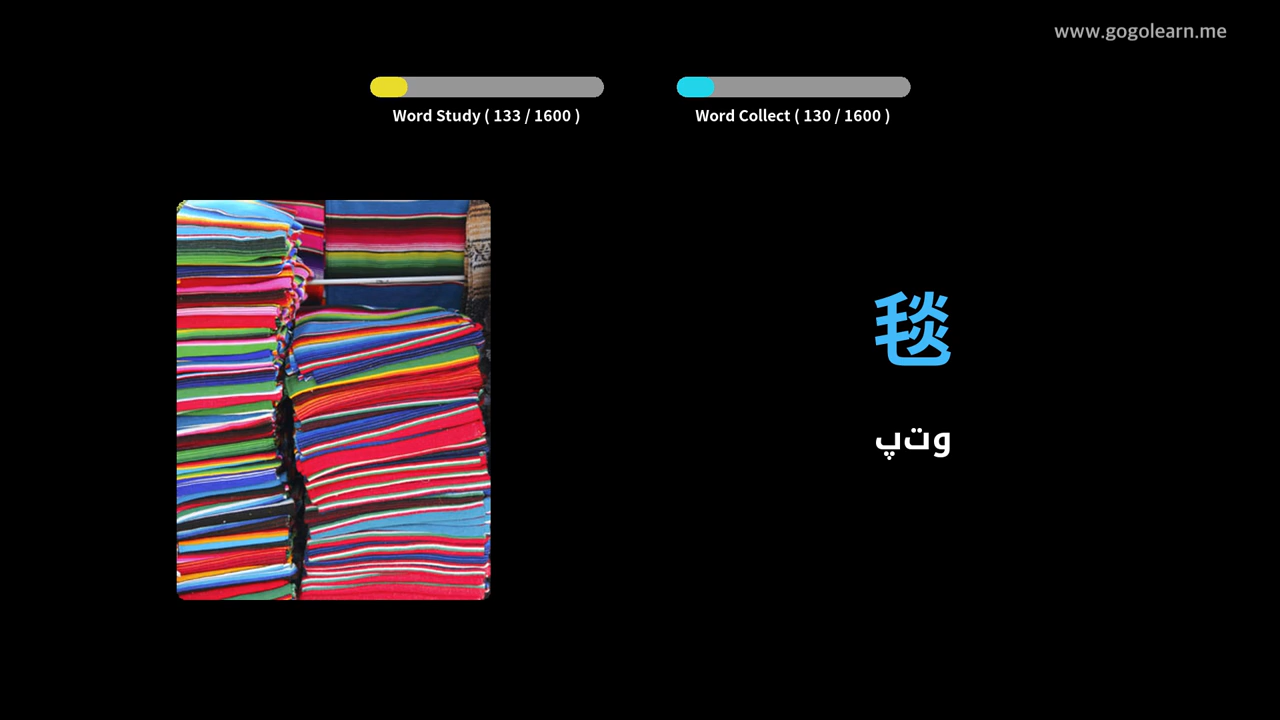 www.gogolearn.me
Word Study ( 133 / 1600 )
Word Collect ( 130 / 1600 )
毯
وتپ